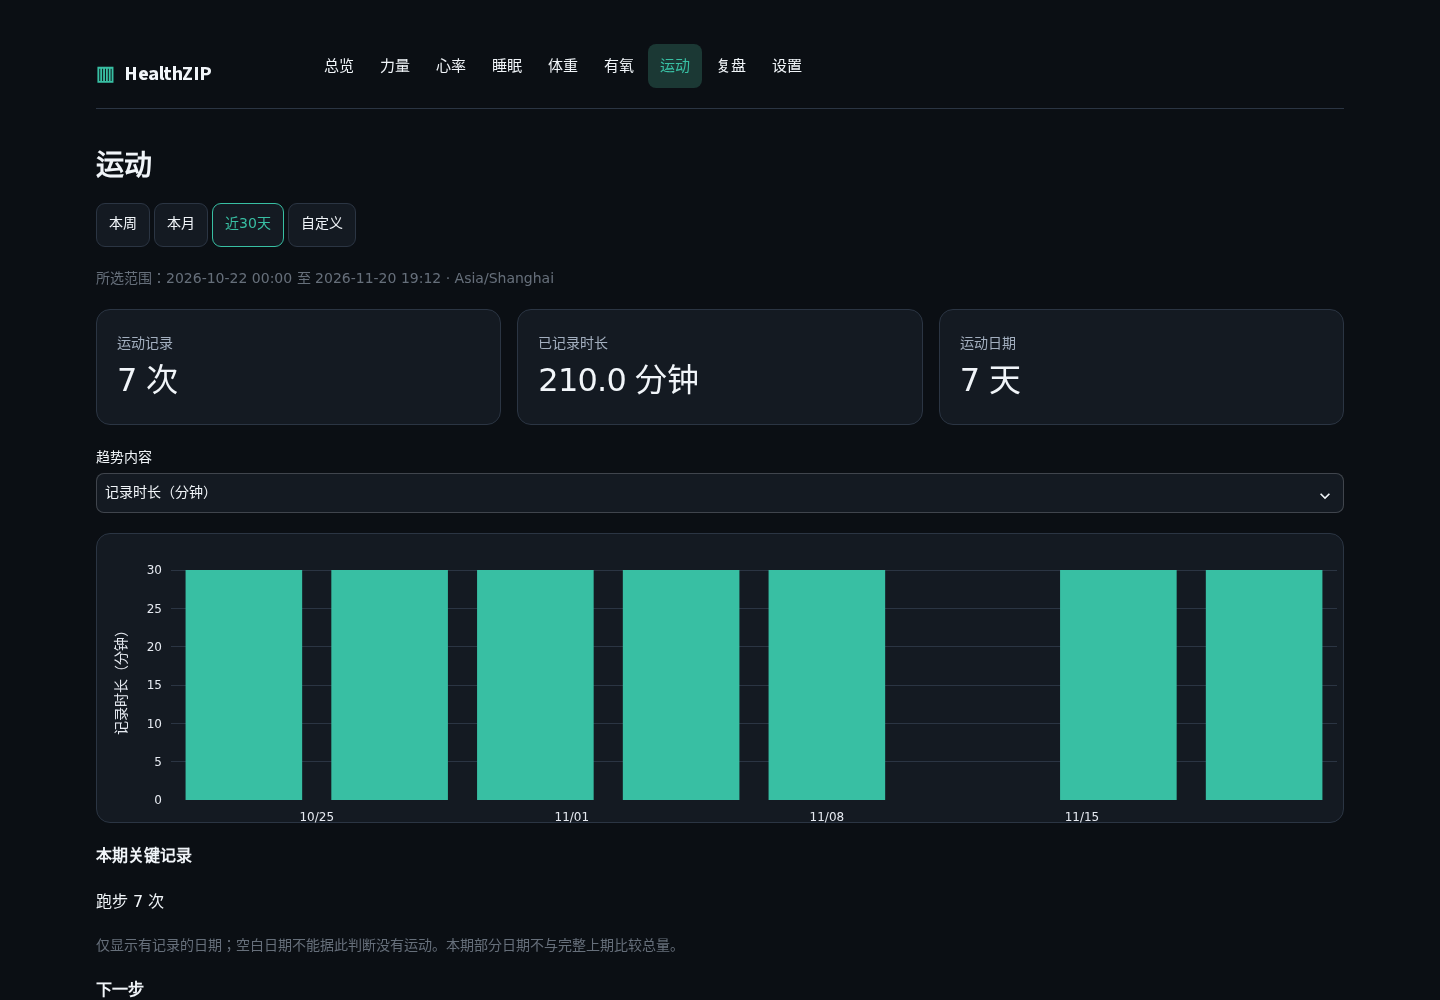 HealthZIP
总览 力量 心率 睡眠 体重 有氧 运动 复盘 设置
运动
本周 本月 近30天 自定义
所选范围：2026-10-22 00:00 至 2026-11-20 19:12 · Asia/Shanghai
运动记录 已记录时长 运动日期
7 次 210.0 分钟 7 天
趋势内容
记录时长（分钟）
记录时长（分钟）
30
25
20
15
10
5
0
10/25 11/01 11/08 11/15
本期关键记录
跑步 7 次
仅显示有记录的日期；空白日期不能据此判断没有运动。本期部分日期不与完整上期比较总量。
下一步